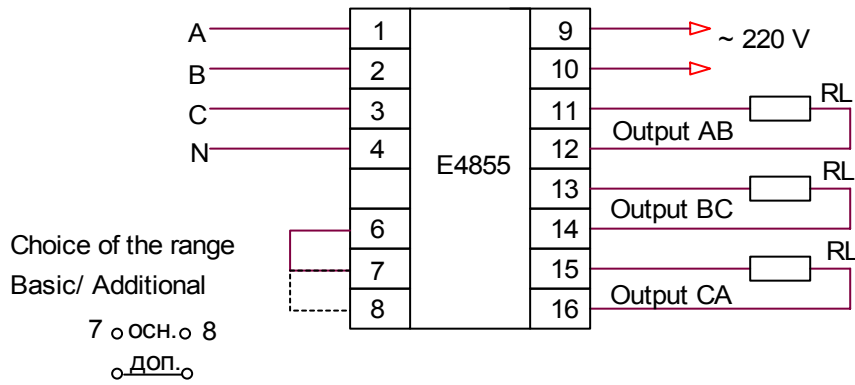 A 1 9 ~ 220 V
B 2 10
C 3 11 RL
Output AB
N 4 12
E4855
13 RL
Output BC
6 14
Choice of the range
7 15 RL
Basic/ Additional
Output CA
8 16
7 осн. 8
доп.